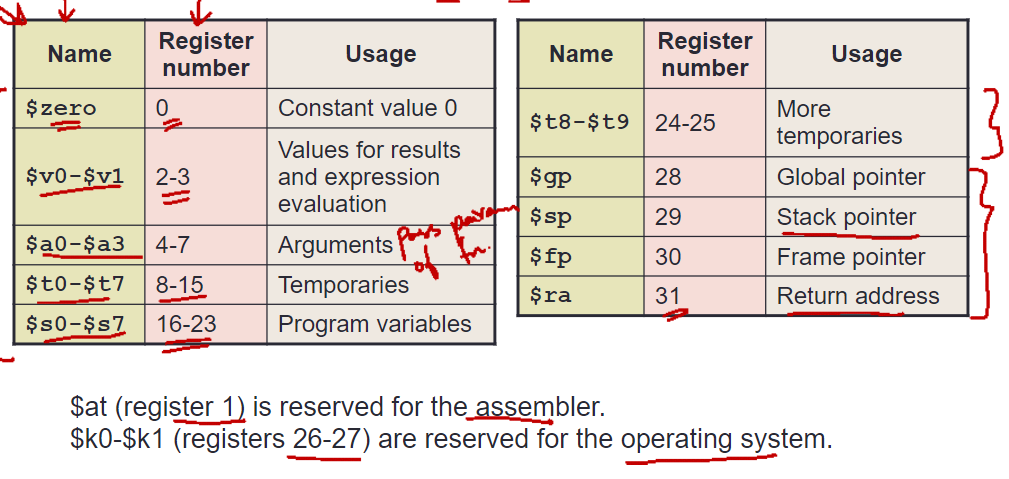 Name Register number Usage
$zero 0 Constant value 0
$v0-$v1 2-3 Values for results and expression evaluation
$a0-$a3 4-7 Arguments
$t0-$t7 8-15 Temporaries
$s0-$s7 16-23 Program variables
Name Register number Usage
$t8-$t9 24-25 More temporaries
$gp 28 Global pointer
$sp 29 Stack pointer
$fp 30 Frame pointer
$ra 31 Return address
$at (register 1) is reserved for the assembler.
$k0-$k1 (registers 26-27) are reserved for the operating system.